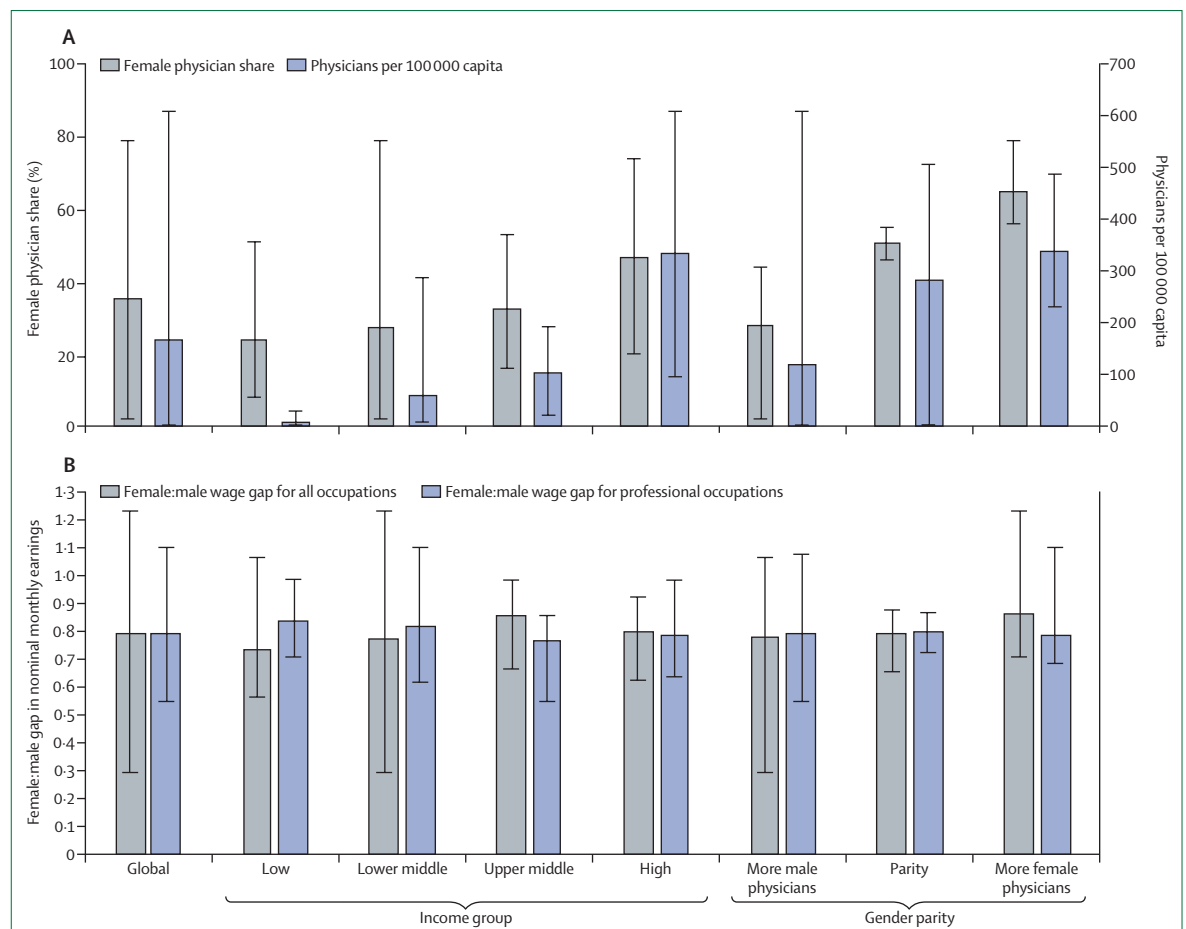 A
Female physician share
Physicians per 100 000 capita
Female physician share (%)
100
80
60
40
20
0
Physicians per 100 000 capita
700
600
500
400
300
200
100
0
B
Female:male wage gap for all occupations
Female:male wage gap for professional occupations
Female:male gap in nominal monthly earnings
1·3
1·2
1·1
1·0
0·9
0·8
0·7
0·6
0·5
0·4
0·3
0·2
0·1
0
Global
Low
Lower middle
Upper middle
High
More male
physicians
Parity
More female
physicians
Income group
Gender parity